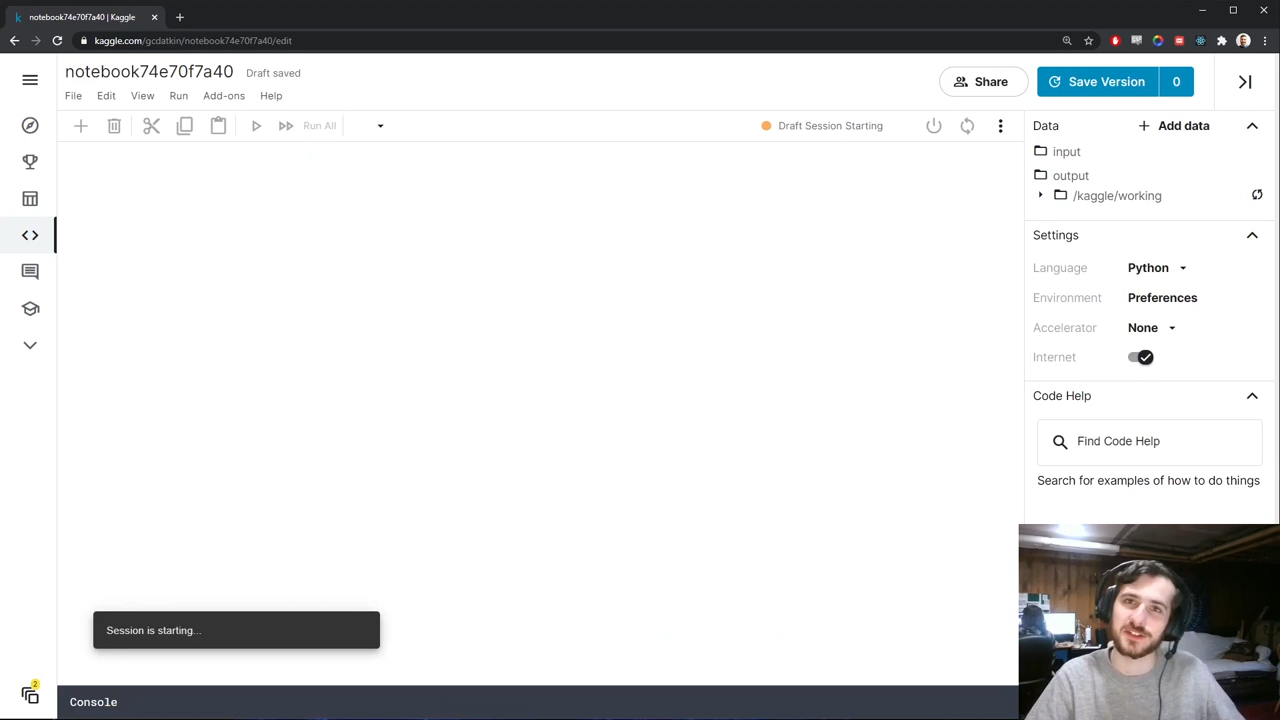 notebook74e70f7a40 | Kaggle
kaggle.com/gcdatkin/notebook74e70f7a40/edit
notebook74e70f7a40 Draft saved
Share
Save Version 0
File Edit View Run Add-ons Help
Run All
Draft Session Starting
Data
Add data
input
output
/kaggle/working
Settings
Language Python
Environment Preferences
Accelerator None
Internet
Code Help
Find Code Help
Search for examples of how to do things
Session is starting...
2
Console